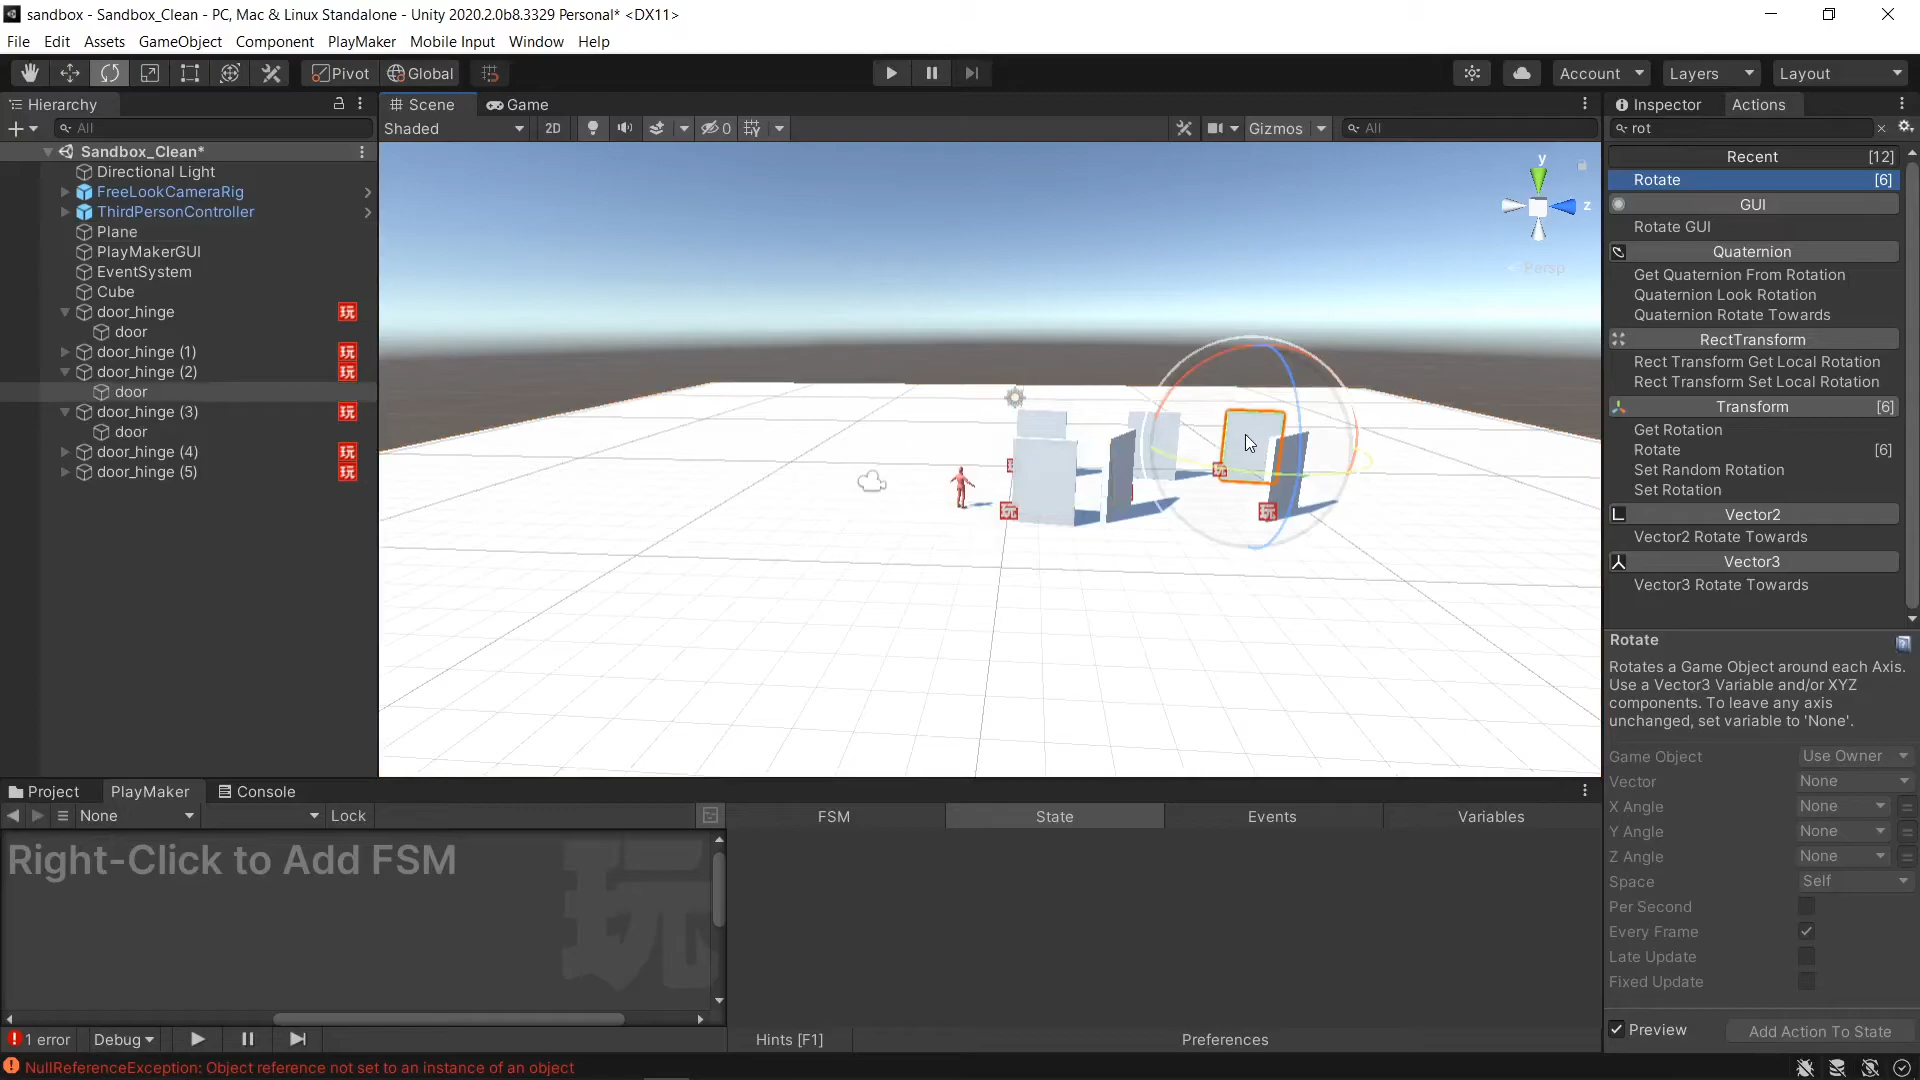 sandbox - Sandbox_Clean - PC, Mac & Linux Standalone - Unity 2020.2.0b8.3329 Personal* <DX11>
File Edit Assets GameObject Component PlayMaker Mobile Input Window Help
Pivot Global Account Layers Layout
Hierarchy
All
Sandbox_Clean*
Directional Light
FreeLookCameraRig
ThirdPersonController
Plane
PlayMakerGUI
EventSystem
Cube
door_hinge 玩
door
door_hinge (1) 玩
door_hinge (2) 玩
door
door_hinge (3) 玩
door
door_hinge (4) 玩
door_hinge (5) 玩
Scene Game
Shaded 2D 0 Gizmos All
y
z
Persp
玩
玩
玩
Inspector Actions
rot
Recent [12]
Rotate [6]
GUI
Rotate GUI
Quaternion
Get Quaternion From Rotation
Quaternion Look Rotation
Quaternion Rotate Towards
RectTransform
Rect Transform Get Local Rotation
Rect Transform Set Local Rotation
Transform [6]
Get Rotation
Rotate [6]
Set Random Rotation
Set Rotation
Vector2
Vector2 Rotate Towards
Vector3
Vector3 Rotate Towards
Rotate
Rotates a Game Object around each Axis.
Use a Vector3 Variable and/or XYZ
components. To leave any axis
unchanged, set variable to 'None'.
Game Object Use Owner
Vector None
X Angle None
Y Angle None
Z Angle None
Space Self
Per Second
Every Frame
Late Update
Fixed Update
Preview Add Action To State
Project PlayMaker Console
None Lock FSM State Events Variables
Right-Click to Add FSM
玩
1 error Debug Hints [F1] Preferences
NullReferenceException: Object reference not set to an instance of an object